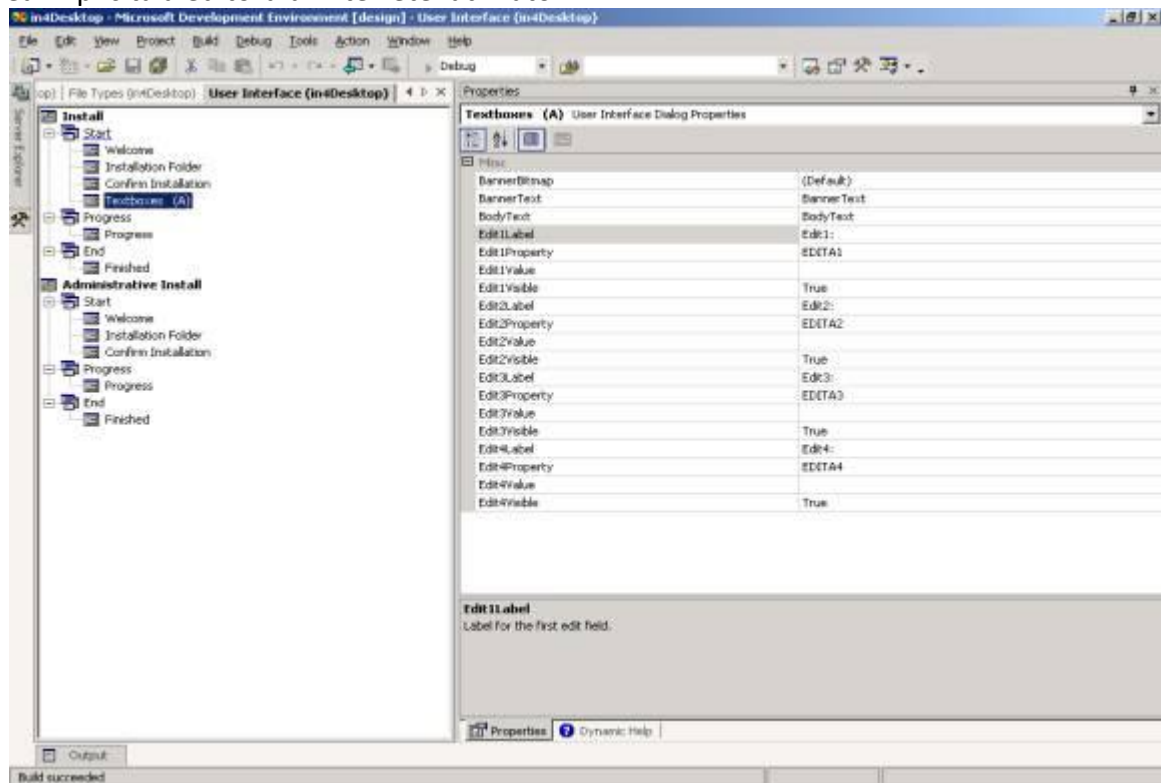 in4Desktop - Microsoft Development Environment [design] - User Interface (in4Desktop)
File Edit View Project Build Debug Tools Action Window Help
Debug
op) | File Types (in4Desktop) User Interface (in4Desktop)
Server Explorer
Install
Start
Welcome
Installation Folder
Confirm Installation
Textboxes (A)
Progress
Progress
End
Finished
Administrative Install
Start
Welcome
Installation Folder
Confirm Installation
Progress
Progress
End
Finished
Properties
Textboxes (A) User Interface Dialog Properties
Misc
BannerBitmap (Default)
BannerText BannerText
BodyText BodyText
Edit1Label Edit1:
Edit1Property EDITA1
Edit1Value
Edit1Visible True
Edit2Label Edit2:
Edit2Property EDITA2
Edit2Value
Edit2Visible True
Edit3Label Edit3:
Edit3Property EDITA3
Edit3Value
Edit3Visible True
Edit4Label Edit4:
Edit4Property EDITA4
Edit4Value
Edit4Visible True
Edit1Label
Label for the first edit field.
Properties Dynamic Help
Output
Build succeeded